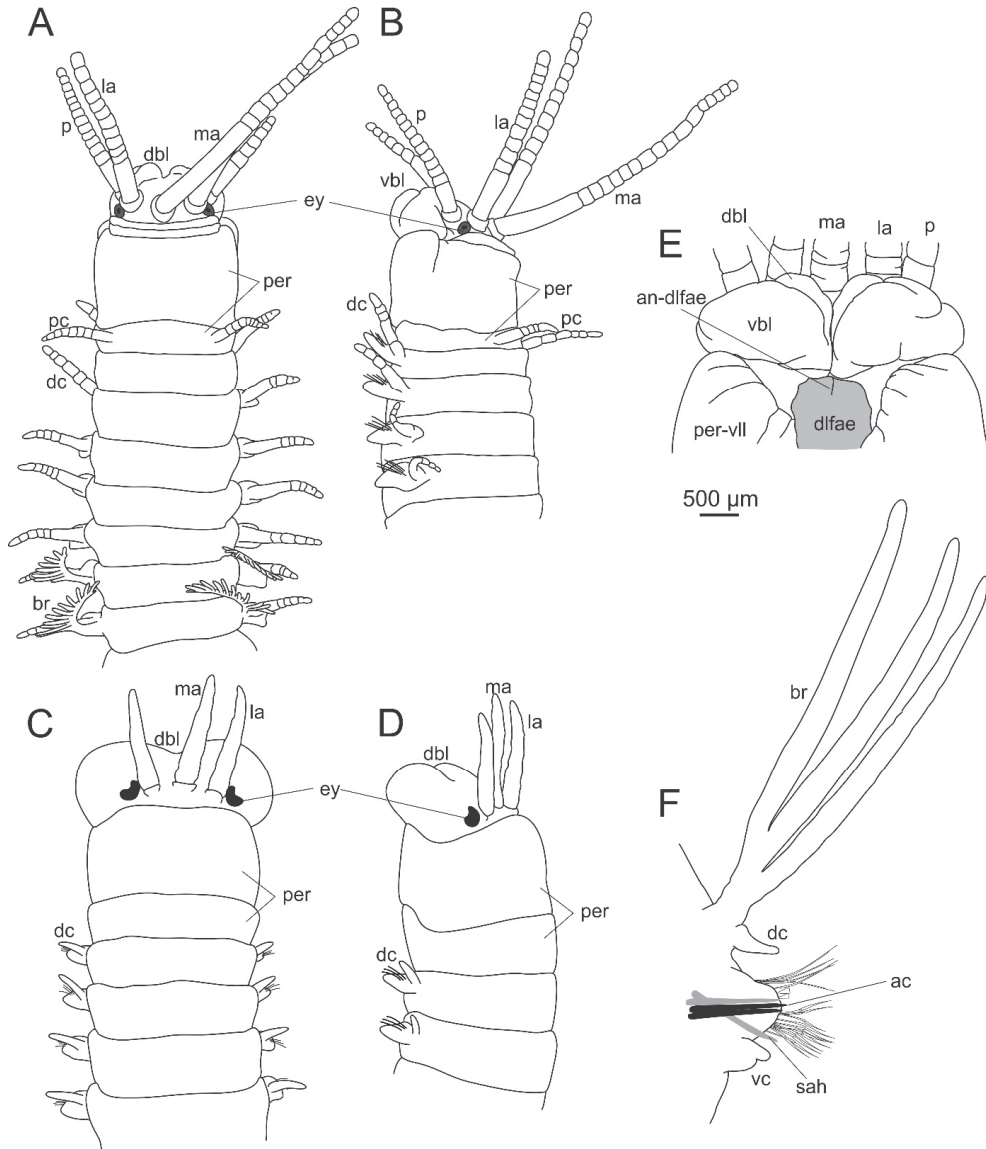 A
la
p
dbl
ma
ey
per
pc
dc
br
B
p
la
vbl
ma
dc
pc
E
dbl
ma
la
p
an-dlfae
vbl
per-vll
dlfae
500 µm
C
ma
dbl
la
ey
per
dc
D
ma
la
dbl
per
dc
F
br
dc
ac
vc
sah